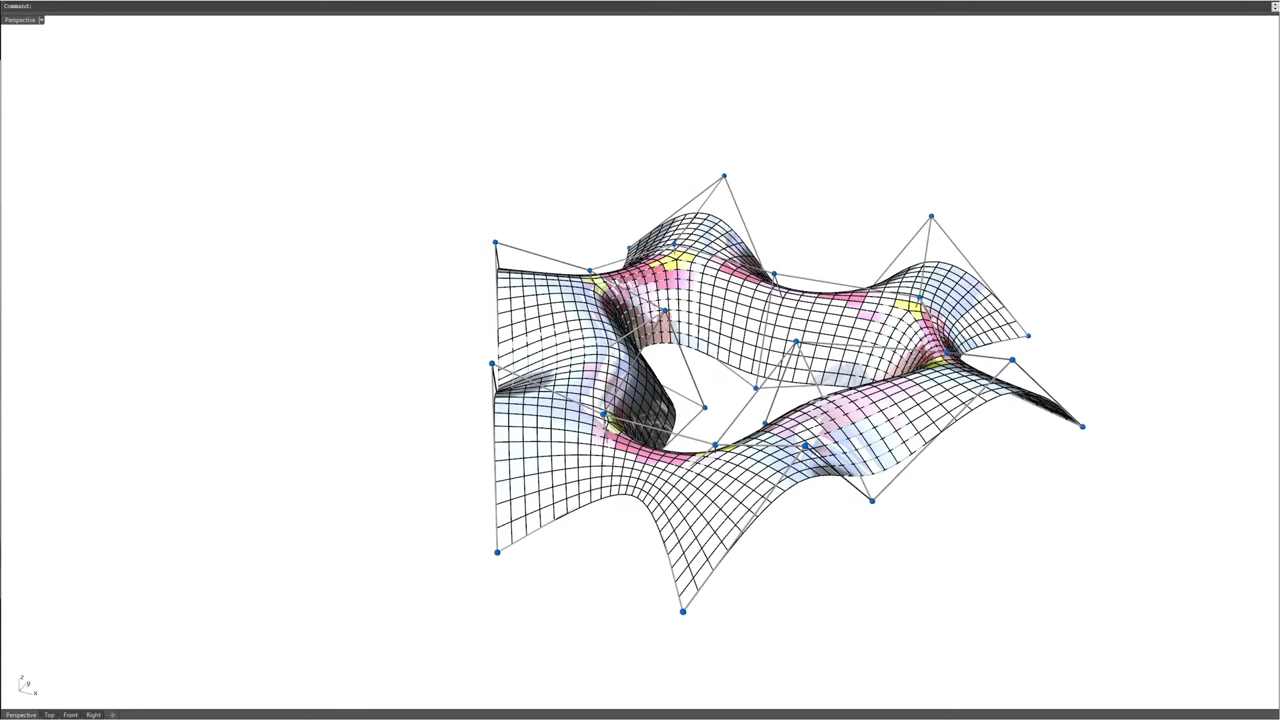 Command:
Perspective
z
y
x
Perspective Top Front Right